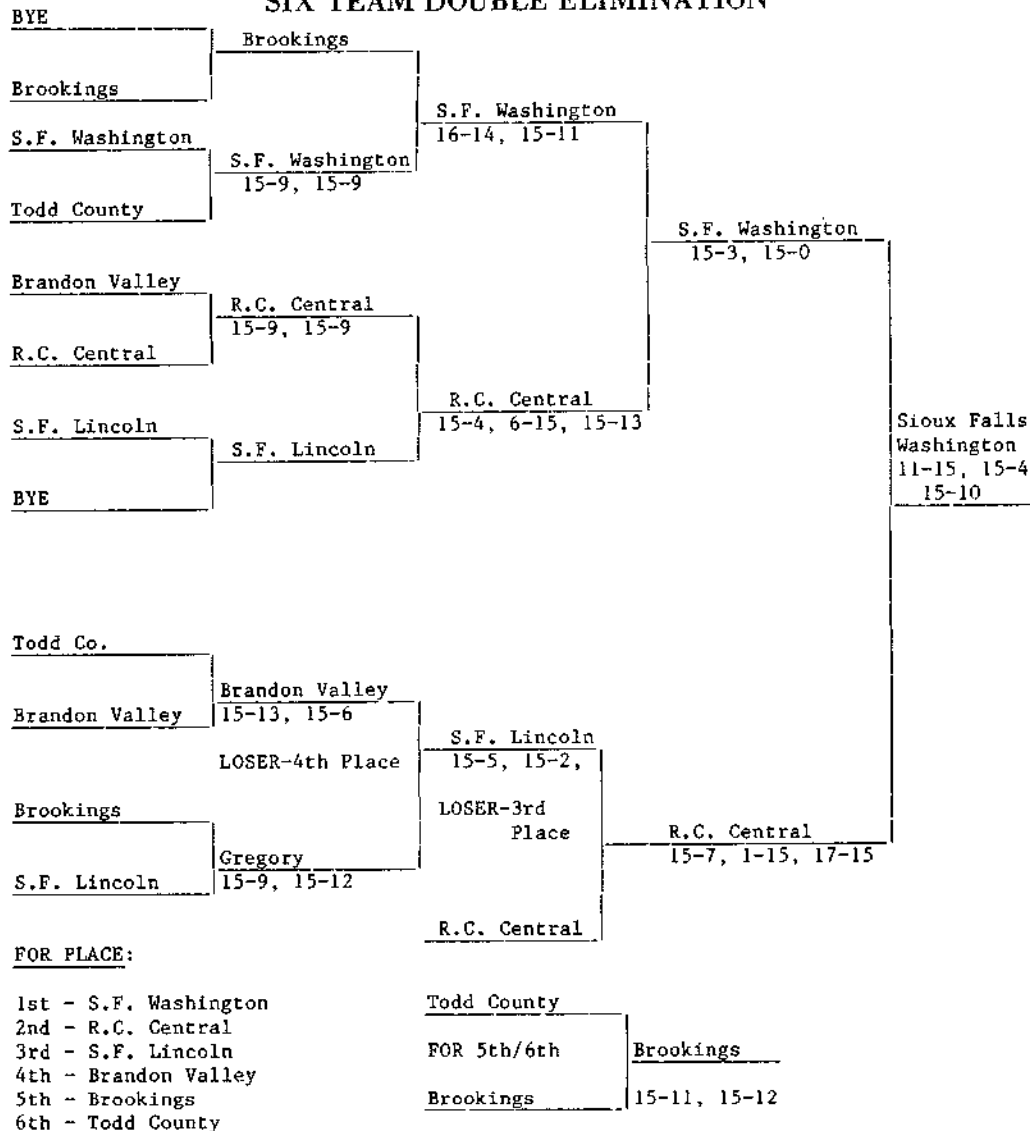 SIX TEAM DOUBLE ELIMINATION
BYE
Brookings
Brookings
S.F. Washington
16-14, 15-11
S.F. Washington
S.F. Washington
15-9, 15-9
Todd County
S.F. Washington
15-3, 15-0
Brandon Valley
R.C. Central
15-9, 15-9
R.C. Central
R.C. Central
15-4, 6-15, 15-13
S.F. Lincoln
S.F. Lincoln
BYE
Sioux Falls
Washington
11-15, 15-4
15-10
Todd Co.
Brandon Valley
15-13, 15-6
Brandon Valley
LOSER-4th Place
S.F. Lincoln
15-5, 15-2,
Brookings
LOSER-3rd
Place
R.C. Central
15-7, 1-15, 17-15
Gregory
15-9, 15-12
S.F. Lincoln
R.C. Central
FOR PLACE:
1st - S.F. Washington
2nd - R.C. Central
3rd - S.F. Lincoln
4th - Brandon Valley
5th - Brookings
6th - Todd County
Todd County
FOR 5th/6th
Brookings
Brookings
15-11, 15-12